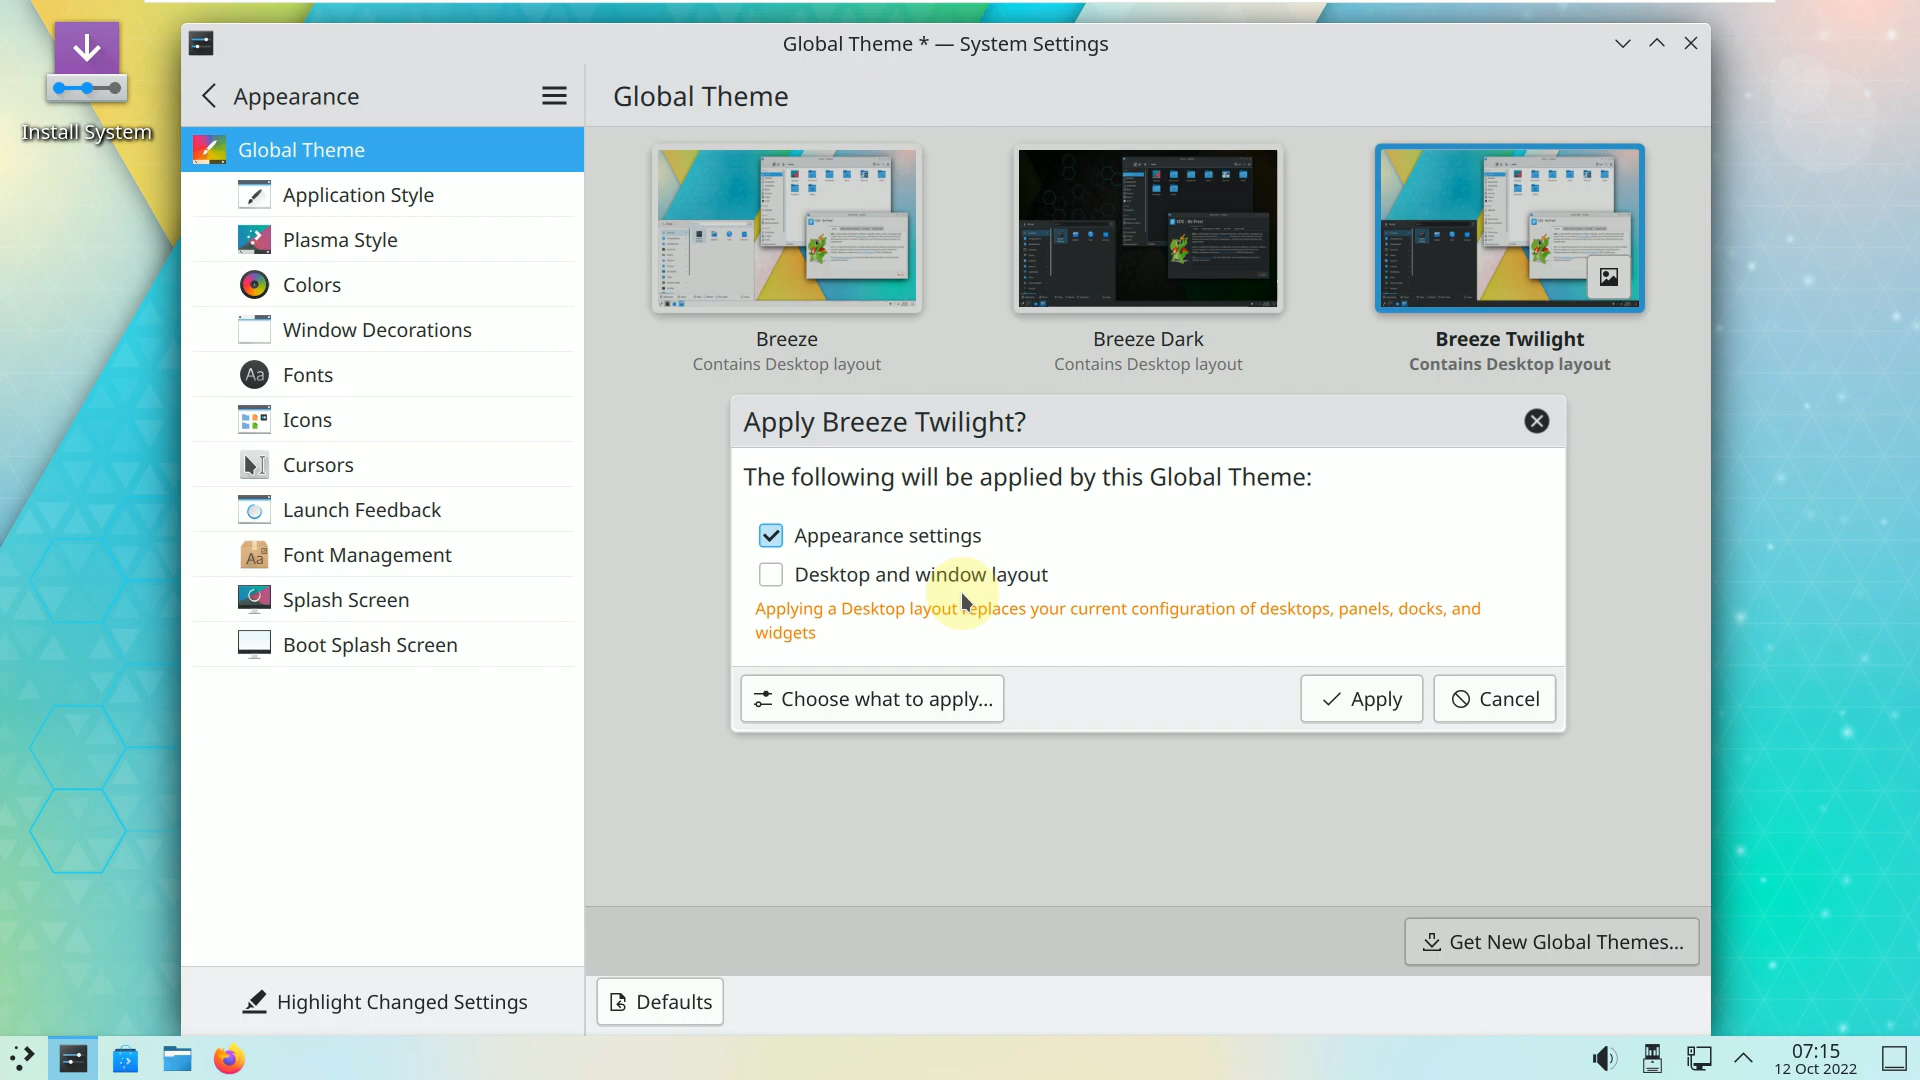 Install System
Global Theme * — System Settings
Appearance
Global Theme
Global Theme
Application Style
Plasma Style
Colors
Window Decorations
Fonts
Icons
Cursors
Launch Feedback
Font Management
Splash Screen
Boot Splash Screen
Highlight Changed Settings
Breeze
Contains Desktop layout
Breeze Dark
Contains Desktop layout
Breeze Twilight
Contains Desktop layout
Apply Breeze Twilight?
The following will be applied by this Global Theme:
Appearance settings
Desktop and window layout
Applying a Desktop layout replaces your current configuration of desktops, panels, docks, and
widgets
Choose what to apply...
Apply
Cancel
Get New Global Themes...
Defaults
07:15
12 Oct 2022